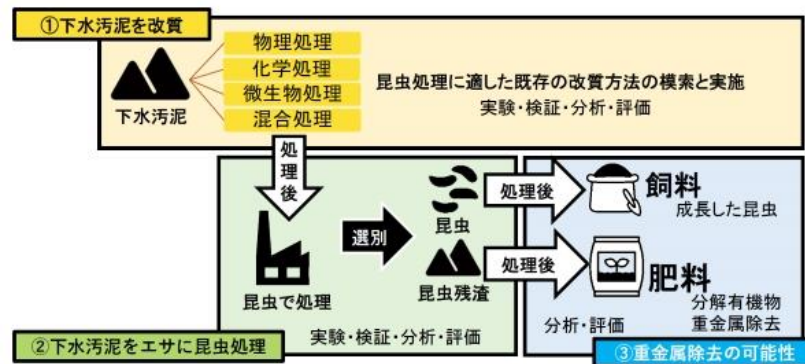 ①下水汚泥を改質
物理処理
化学処理
微生物処理
混合処理
下水汚泥
昆虫処理に適した既存の改質方法の模索と実施
実験・検証・分析・評価
処理後
昆虫で処理
選別
昆虫
昆虫残渣
実験・検証・分析・評価
②下水汚泥をエサに昆虫処理
処理後
飼料
成長した昆虫
処理後
肥料
分解有機物
重金属除去
分析・評価
③重金属除去の可能性